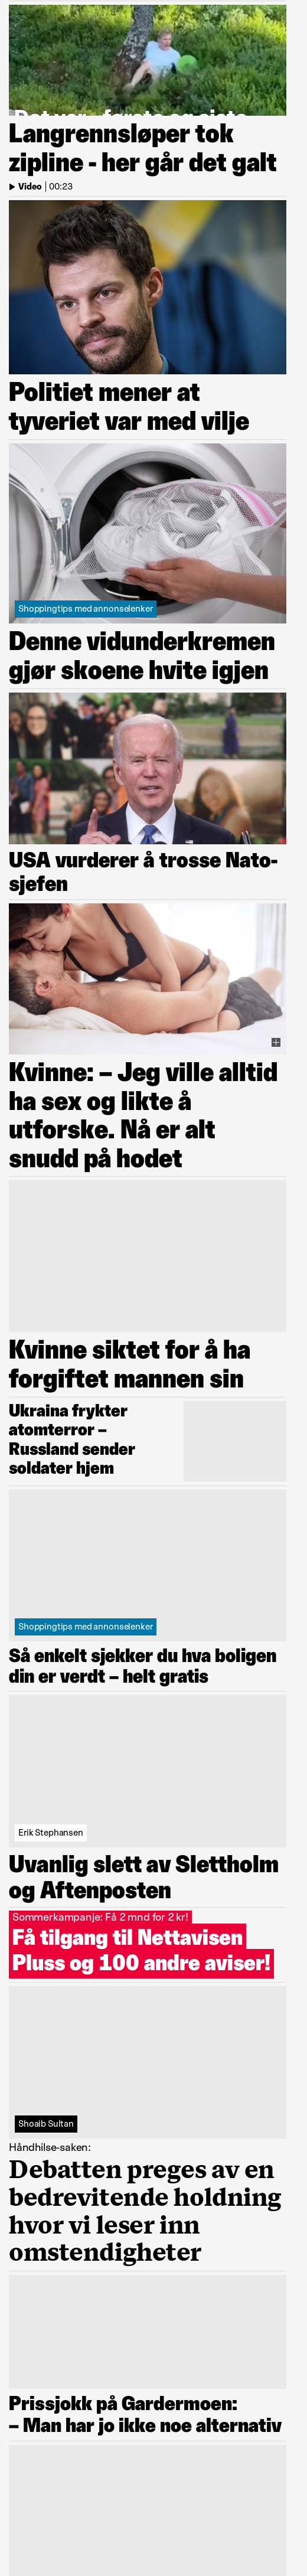 Det var første og siste
Langrennsløper tok
zipline - her går det galt
Video | 00:23
Politiet mener at
tyveriet var med vilje
Shoppingtips med annonselenker
Denne vidunderkremen
gjør skoene hvite igjen
USA vurderer å trosse Nato-
sjefen
Kvinne: – Jeg ville alltid
ha sex og likte å
utforske. Nå er alt
snudd på hodet
Kvinne siktet for å ha
forgiftet mannen sin
Ukraina frykter
atomterror –
Russland sender
soldater hjem
Shoppingtips med annonselenker
Så enkelt sjekker du hva boligen
din er verdt – helt gratis
Erik Stephansen
Uvanlig slett av Slettholm
og Aftenposten
Sommerkampanje: Få 2 mnd for 2 kr!
Få tilgang til Nettavisen
Pluss og 100 andre aviser!
Shoaib Sultan
Håndhilse-saken:
Debatten preges av en
bedrevitende holdning
hvor vi leser inn
omstendigheter
Prissjokk på Gardermoen:
– Man har jo ikke noe alternativ